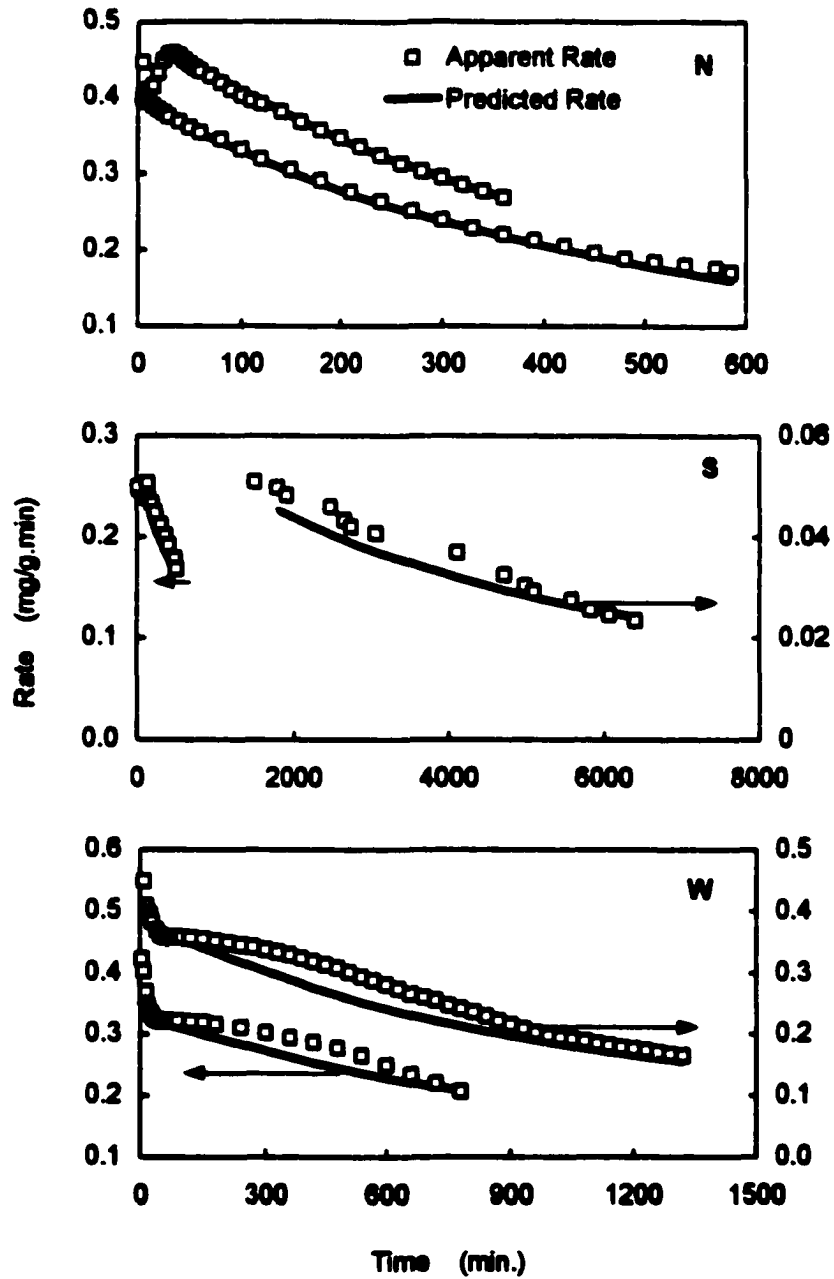 0.5
□ Apparent Rate
N
0.4
Predicted Rate
0.3
0.2
0.1
0 100 200 300 400 500 600
0.3 0.06
S
0.2 0.04
0.1 0.02
0.0 0
0 2000 4000 6000 8000
Rate (mg/g.min)
0.6 0.5
W
0.5 0.4
0.4 0.3
0.3 0.2
0.2 0.1
0.1 0.0
0 300 600 900 1200 1500
Time (min.)